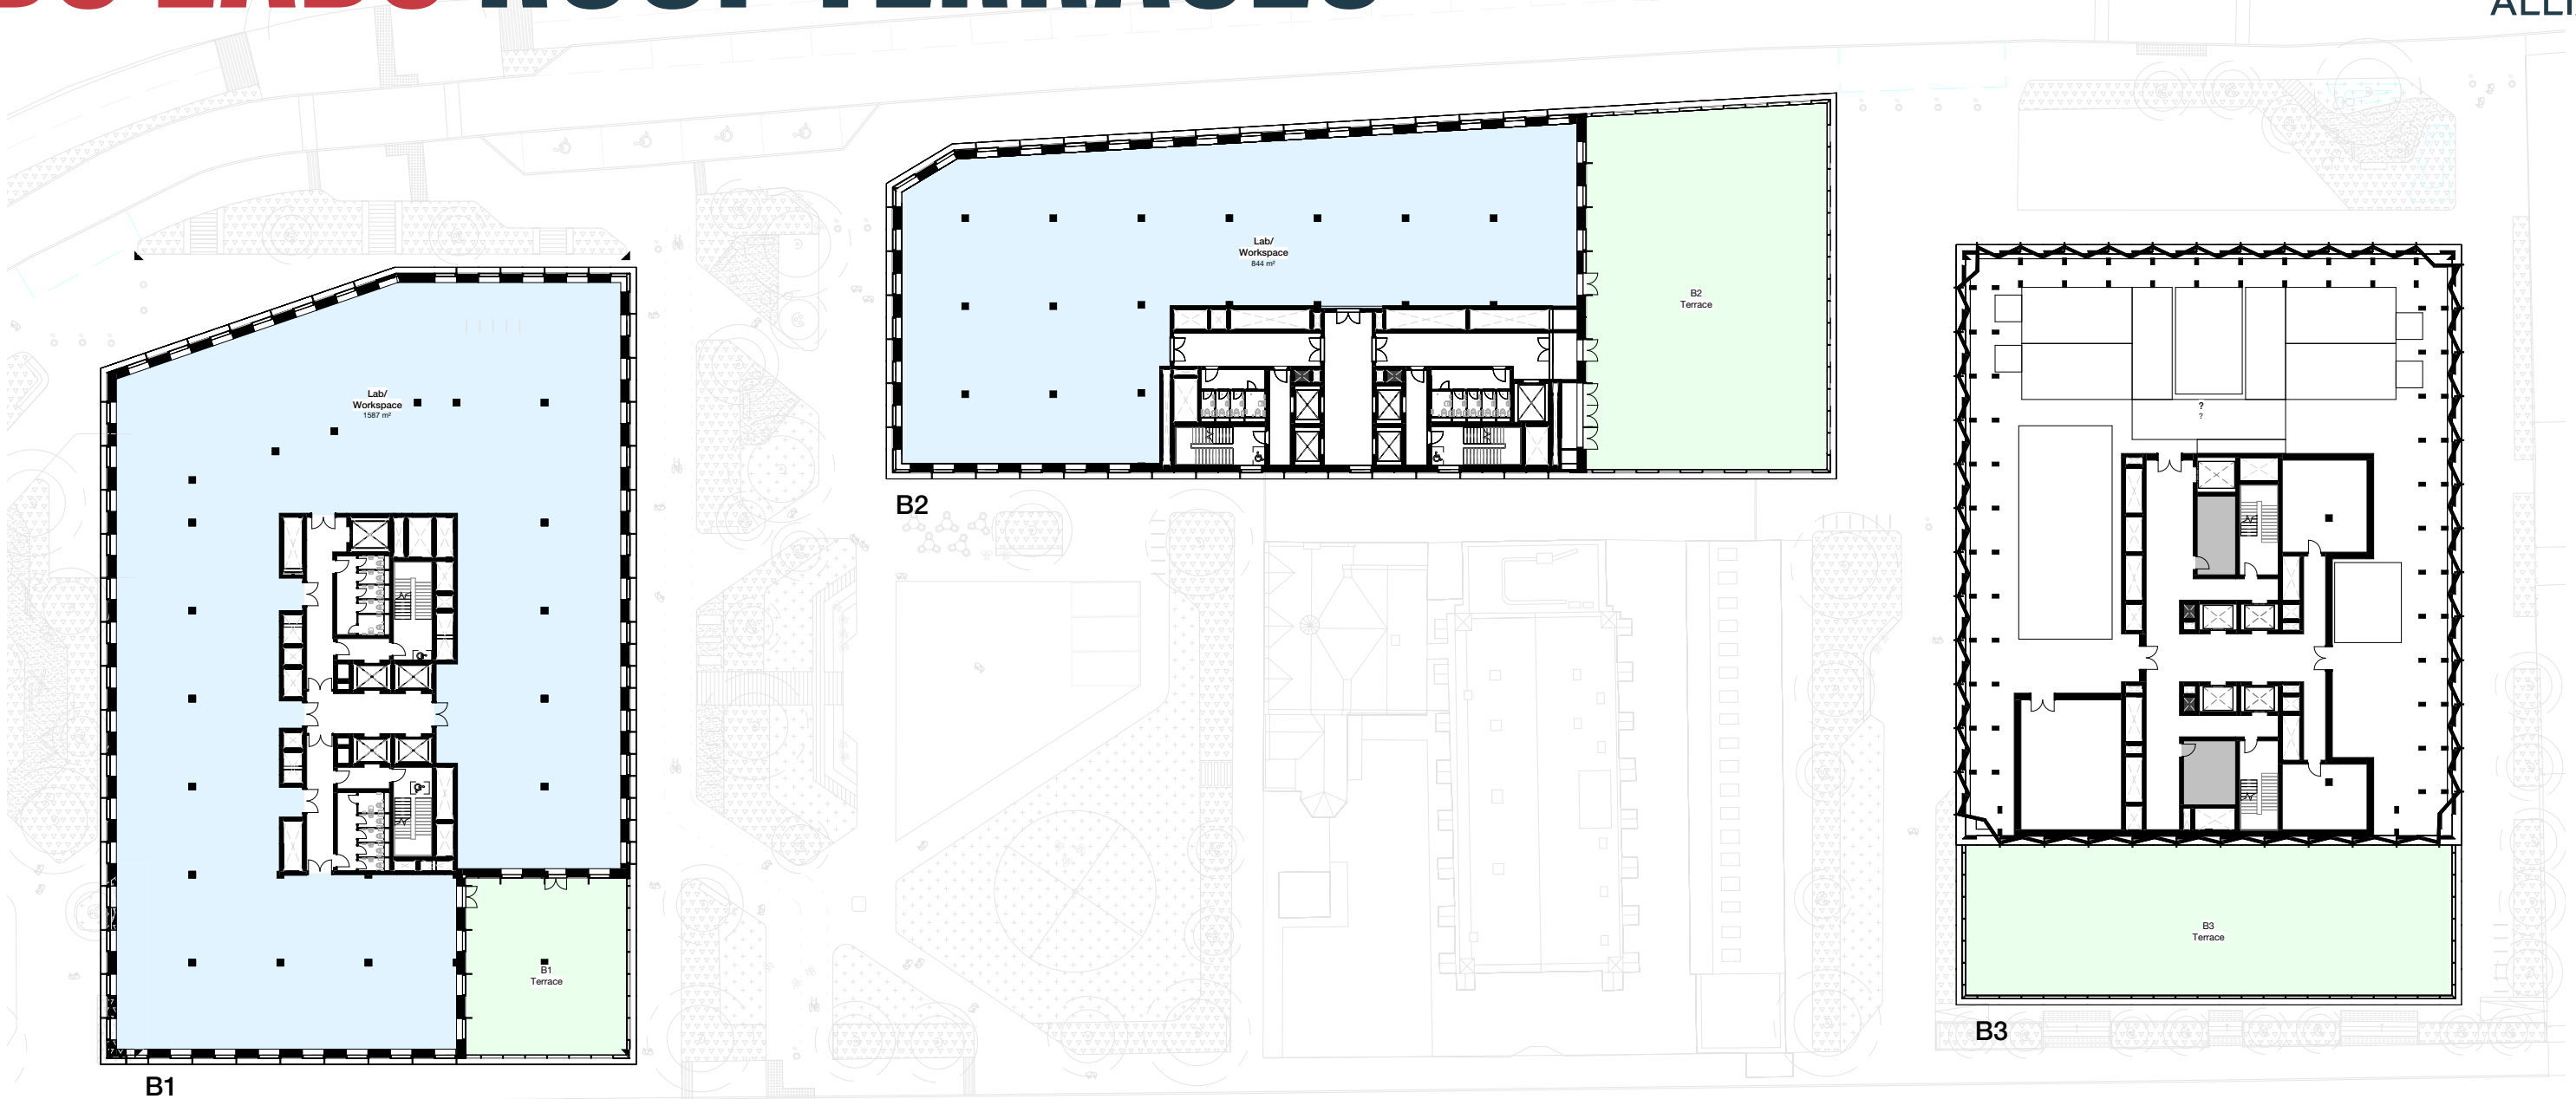 ROOF TERRACES
Lab/
Workspace
844 m²
B2
Terrace
B2
Lab/
Workspace
1587 m²
?
?
B1
Terrace
B1
B3
Terrace
B3